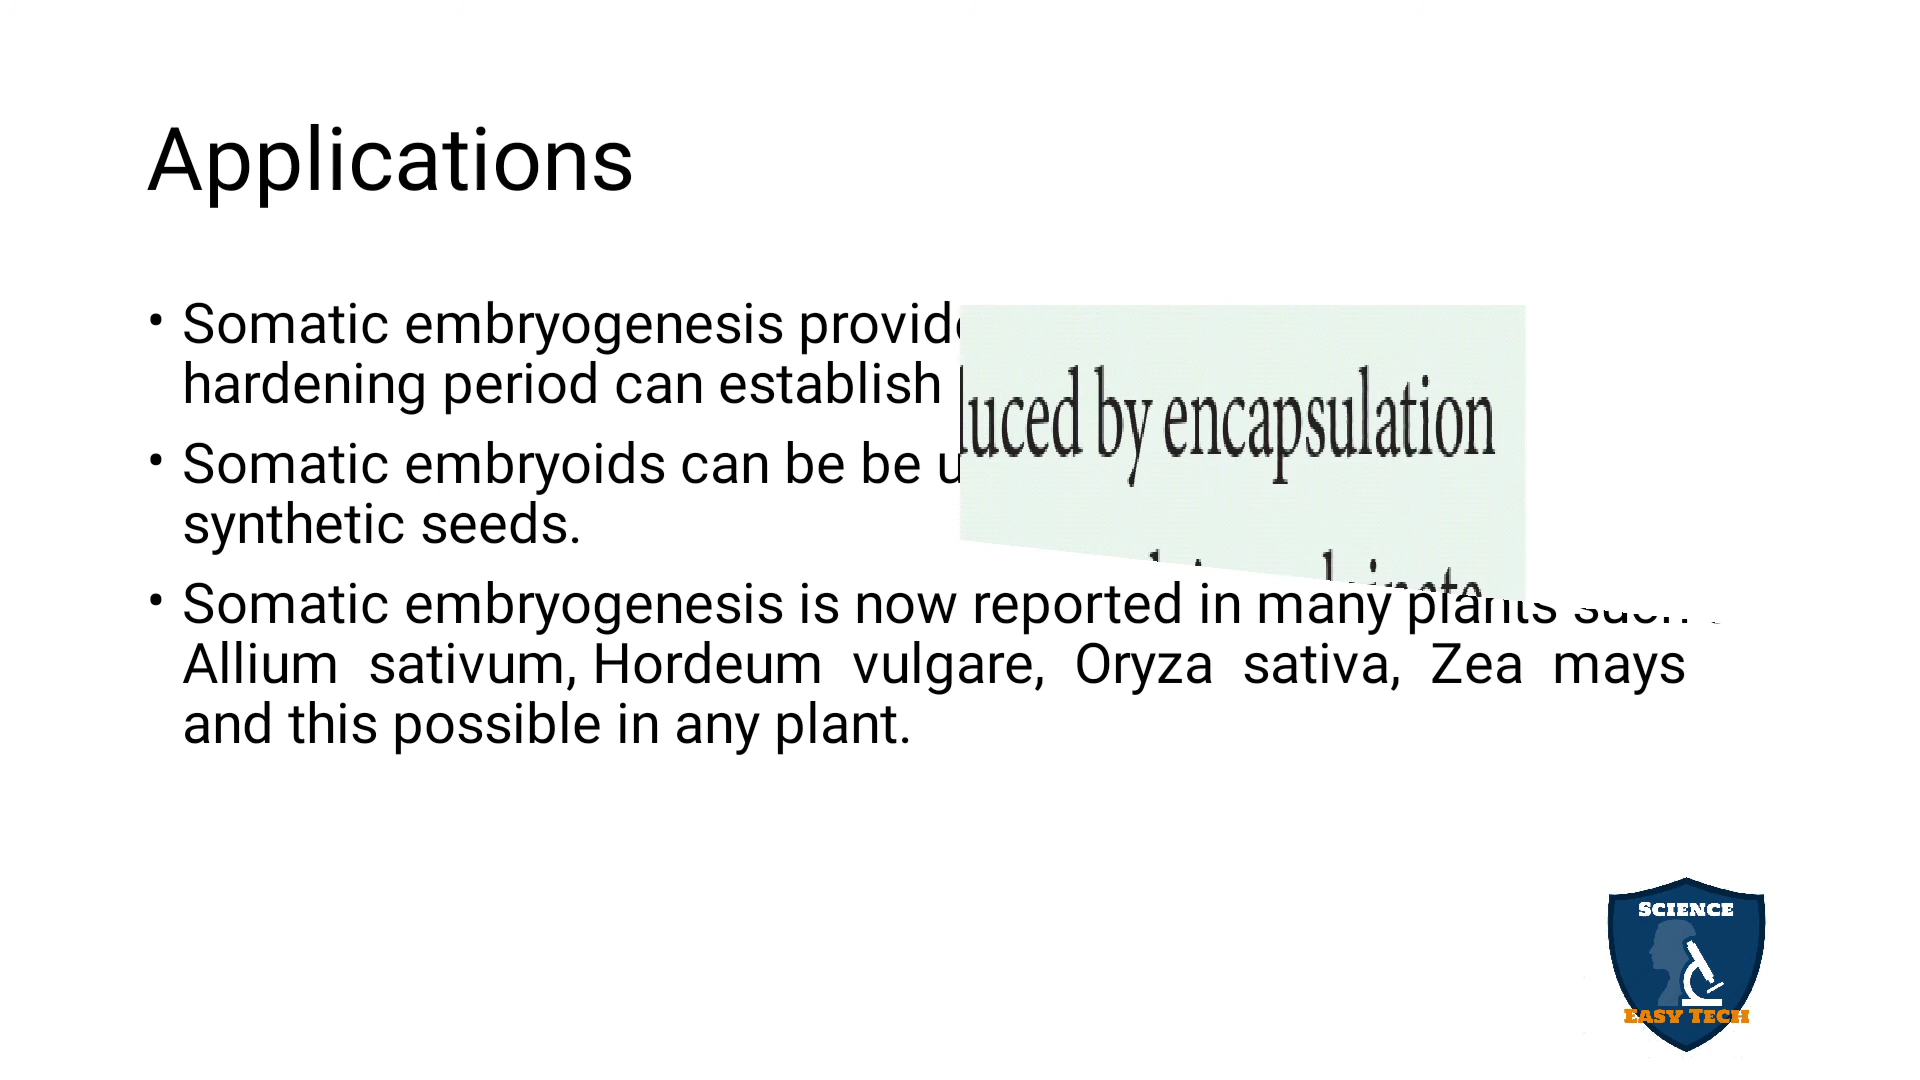 Applications
• Somatic embryogenesis
hardening period can establish
luced by encapsulation
• Somatic embryoids can be be
synthetic seeds.
• Somatic embryogenesis is now reported in many plants such
Allium sativum, Hordeum vulgare, Oryza sativa, Zea mays
and this possible in any plant.
SCIENCE
EASY TECH